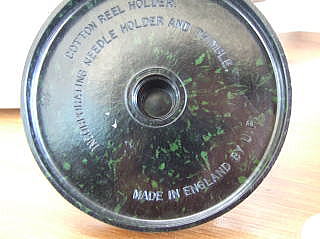 COTTON REEL HOLDER.
INCORPORATING NEEDLE HOLDER AND THIMBLE
MADE IN ENGLAND BY